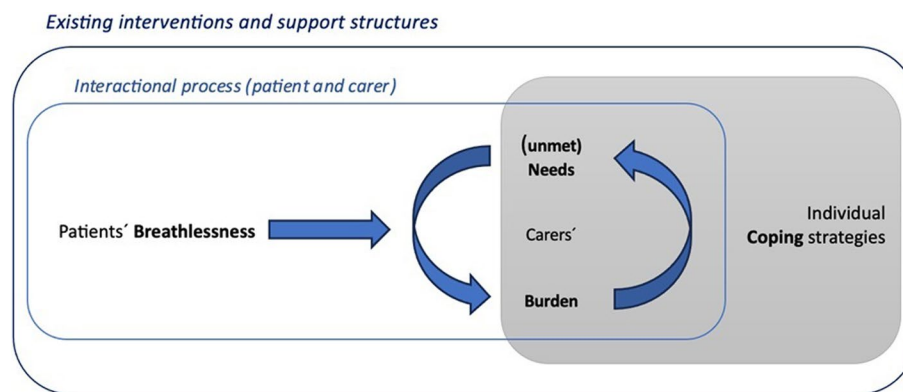 Existing interventions and support structures
Interactional process (patient and carer)
(unmet)
Needs
Patients´ Breathlessness
Carers´
Individual
Coping strategies
Burden